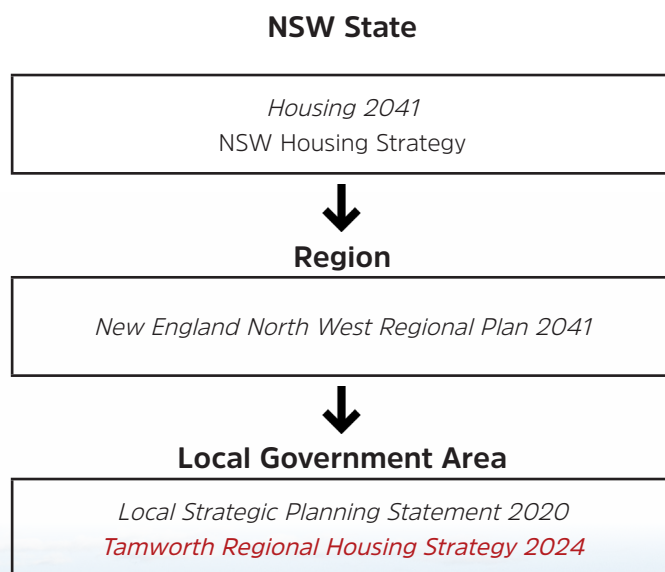 NSW State
Housing 2041
NSW Housing Strategy
Region
New England North West Regional Plan 2041
Local Government Area
Local Strategic Planning Statement 2020
Tamworth Regional Housing Strategy 2024